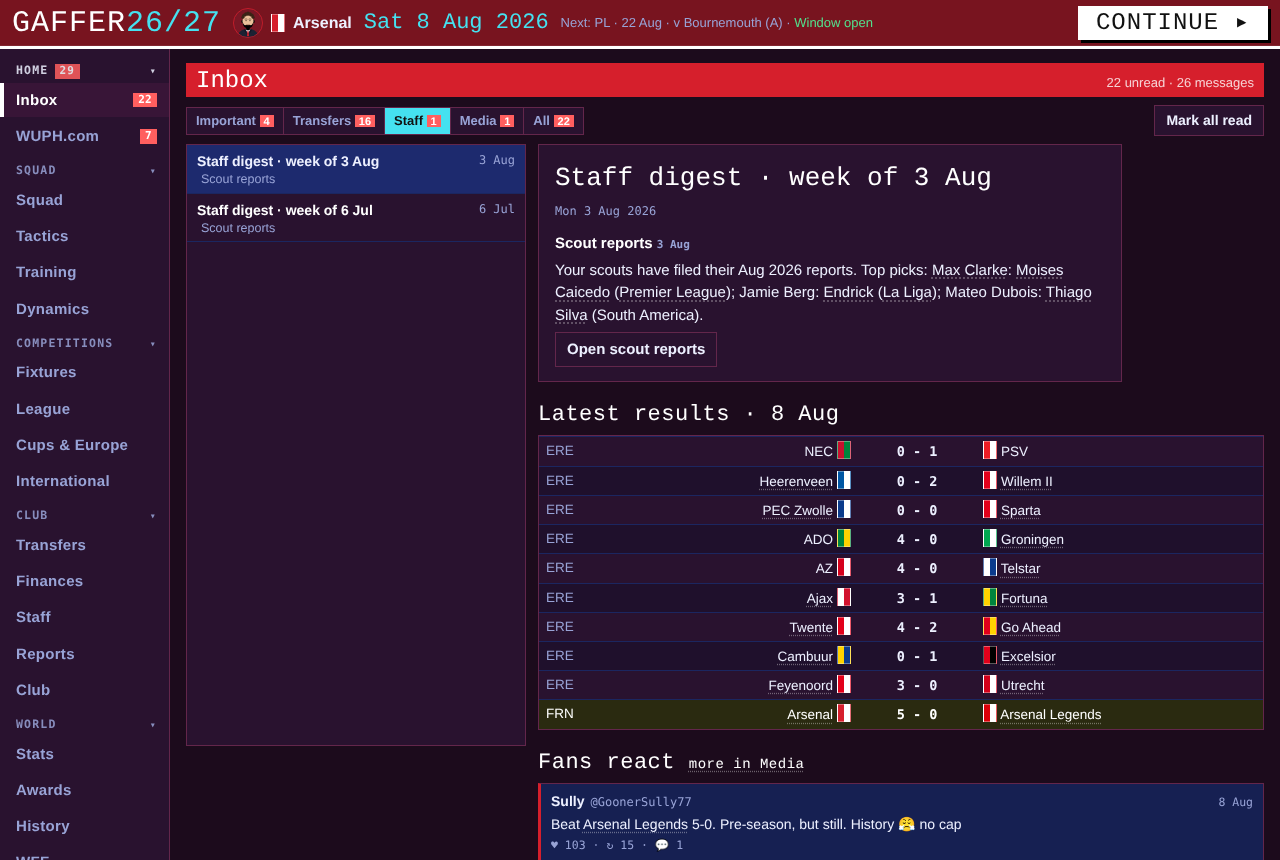 GAFFER26/27 Arsenal Sat 8 Aug 2026 Next: PL · 22 Aug · v Bournemouth (A) · Window open CONTINUE ►
HOME 29 ▾
Inbox 22
WUPH.com 7
SQUAD ▾
Squad
Tactics
Training
Dynamics
COMPETITIONS ▾
Fixtures
League
Cups & Europe
International
CLUB ▾
Transfers
Finances
Staff
Reports
Club
WORLD ▾
Stats
Awards
History
Inbox 22 unread · 26 messages
Important 4 Transfers 16 Staff 1 Media 1 All 22 Mark all read
Staff digest · week of 3 Aug 3 Aug
Scout reports
Staff digest · week of 6 Jul 6 Jul
Scout reports
Staff digest · week of 3 Aug
Mon 3 Aug 2026
Scout reports 3 Aug
Your scouts have filed their Aug 2026 reports. Top picks: Max Clarke: Moises
Caicedo (Premier League); Jamie Berg: Endrick (La Liga); Mateo Dubois: Thiago
Silva (South America).
Open scout reports
Latest results · 8 Aug
ERE NEC 0 - 1 PSV
ERE Heerenveen 0 - 2 Willem II
ERE PEC Zwolle 0 - 0 Sparta
ERE ADO 4 - 0 Groningen
ERE AZ 4 - 0 Telstar
ERE Ajax 3 - 1 Fortuna
ERE Twente 4 - 2 Go Ahead
ERE Cambuur 0 - 1 Excelsior
ERE Feyenoord 3 - 0 Utrecht
FRN Arsenal 5 - 0 Arsenal Legends
Fans react more in Media
Sully @GoonerSully77 8 Aug
Beat Arsenal Legends 5-0. Pre-season, but still. History 😤 no cap
♥ 103 · ↻ 15 · 💬 1